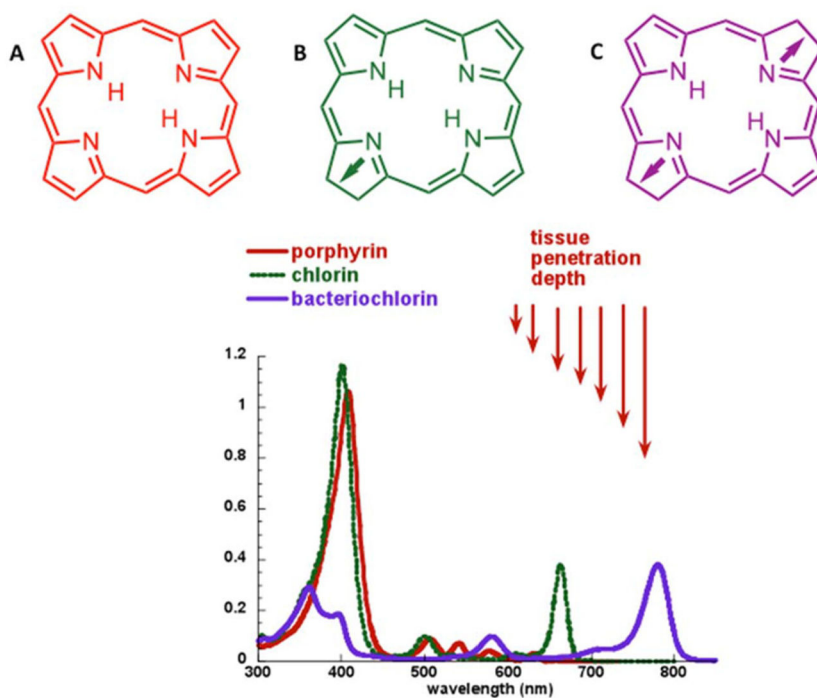 A
B
C
N
H
N
H
N
N
N
H
N
H
N
N
N
H
N
H
N
N
porphyrin
chlorin
bacteriochlorin
tissue
penetration
depth
1.2
1
0.8
0.6
0.4
0.2
0
300
400
500
600
700
800
wavelength (nm)